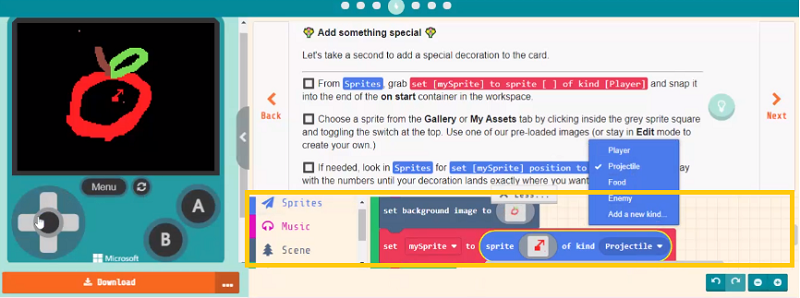 Add something special
Let's take a second to add a special decoration to the card.
From Sprites, grab set [mySprite] to sprite [ ] of kind [Player] and snap it
into the end of the on start container in the workspace.
Choose a sprite from the Gallery or My Assets tab by clicking inside the grey sprite square
and toggling the switch at the top. Use one of our pre-loaded images (or stay in Edit mode to
create your own.)
If needed, look in Sprites for set [mySprite] position to
ay
with the numbers until your decoration lands exactly where you want
Back
Next
Player
Projectile
Food
Enemy
Add a new kind...
Less...
Menu
A
B
Microsoft
Download
...
Sprites
Music
Scene
set background image to
set mySprite to sprite of kind Projectile